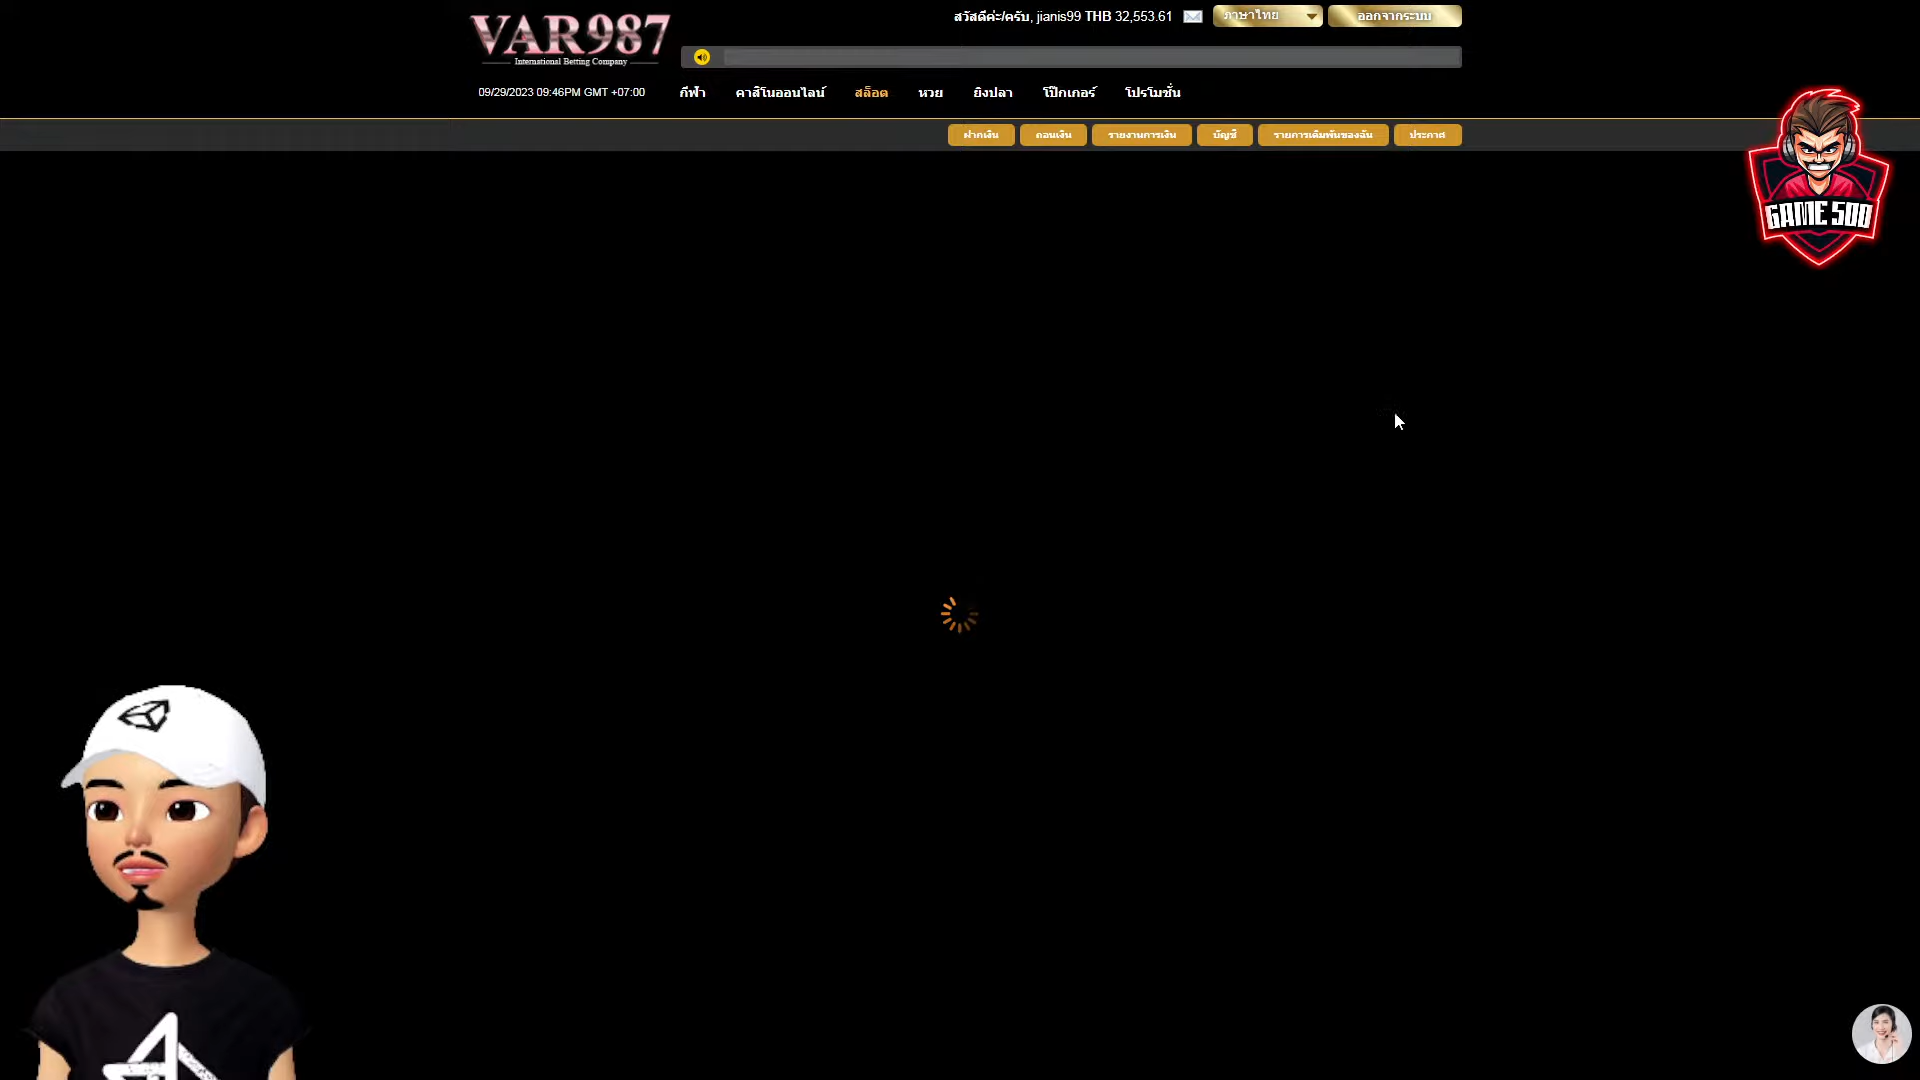 VAR987
International Betting Company
สวัสดีค่ะ/ครับ, jianis99 THB 32,553.61
ภาษาไทย
ออกจากระบบ
09/29/2023 09:46PM GMT +07:00
กีฬา
คาสิโนออนไลน์
สล็อต
หวย
ยิงปลา
โป๊กเกอร์
โปรโมชั่น
ฝากเงิน
ถอนเงิน
รายงานการเงิน
บัญชี
รายการเดิมพันของฉัน
ประกาศ
GAME 500